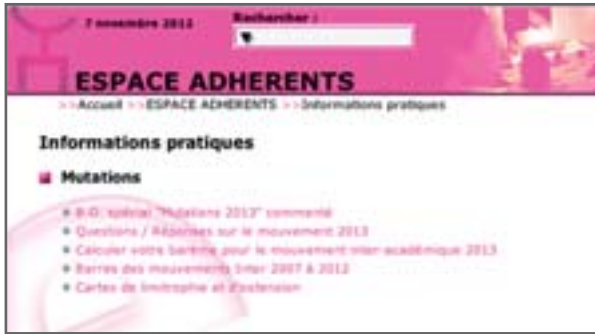 7 novembre 2012
Rechercher :
ESPACE ADHERENTS
>>Accueil >>ESPACE ADHERENTS >>Informations pratiques
Informations pratiques
Mutations
B.O. spécial "Mutations 2013" commenté
Questions / Réponses sur le mouvement 2013
Calculer votre barème pour le mouvement inter-académique 2013
Barres des mouvements Inter 2007 à 2012
Cartes de limitrophie et d'extension